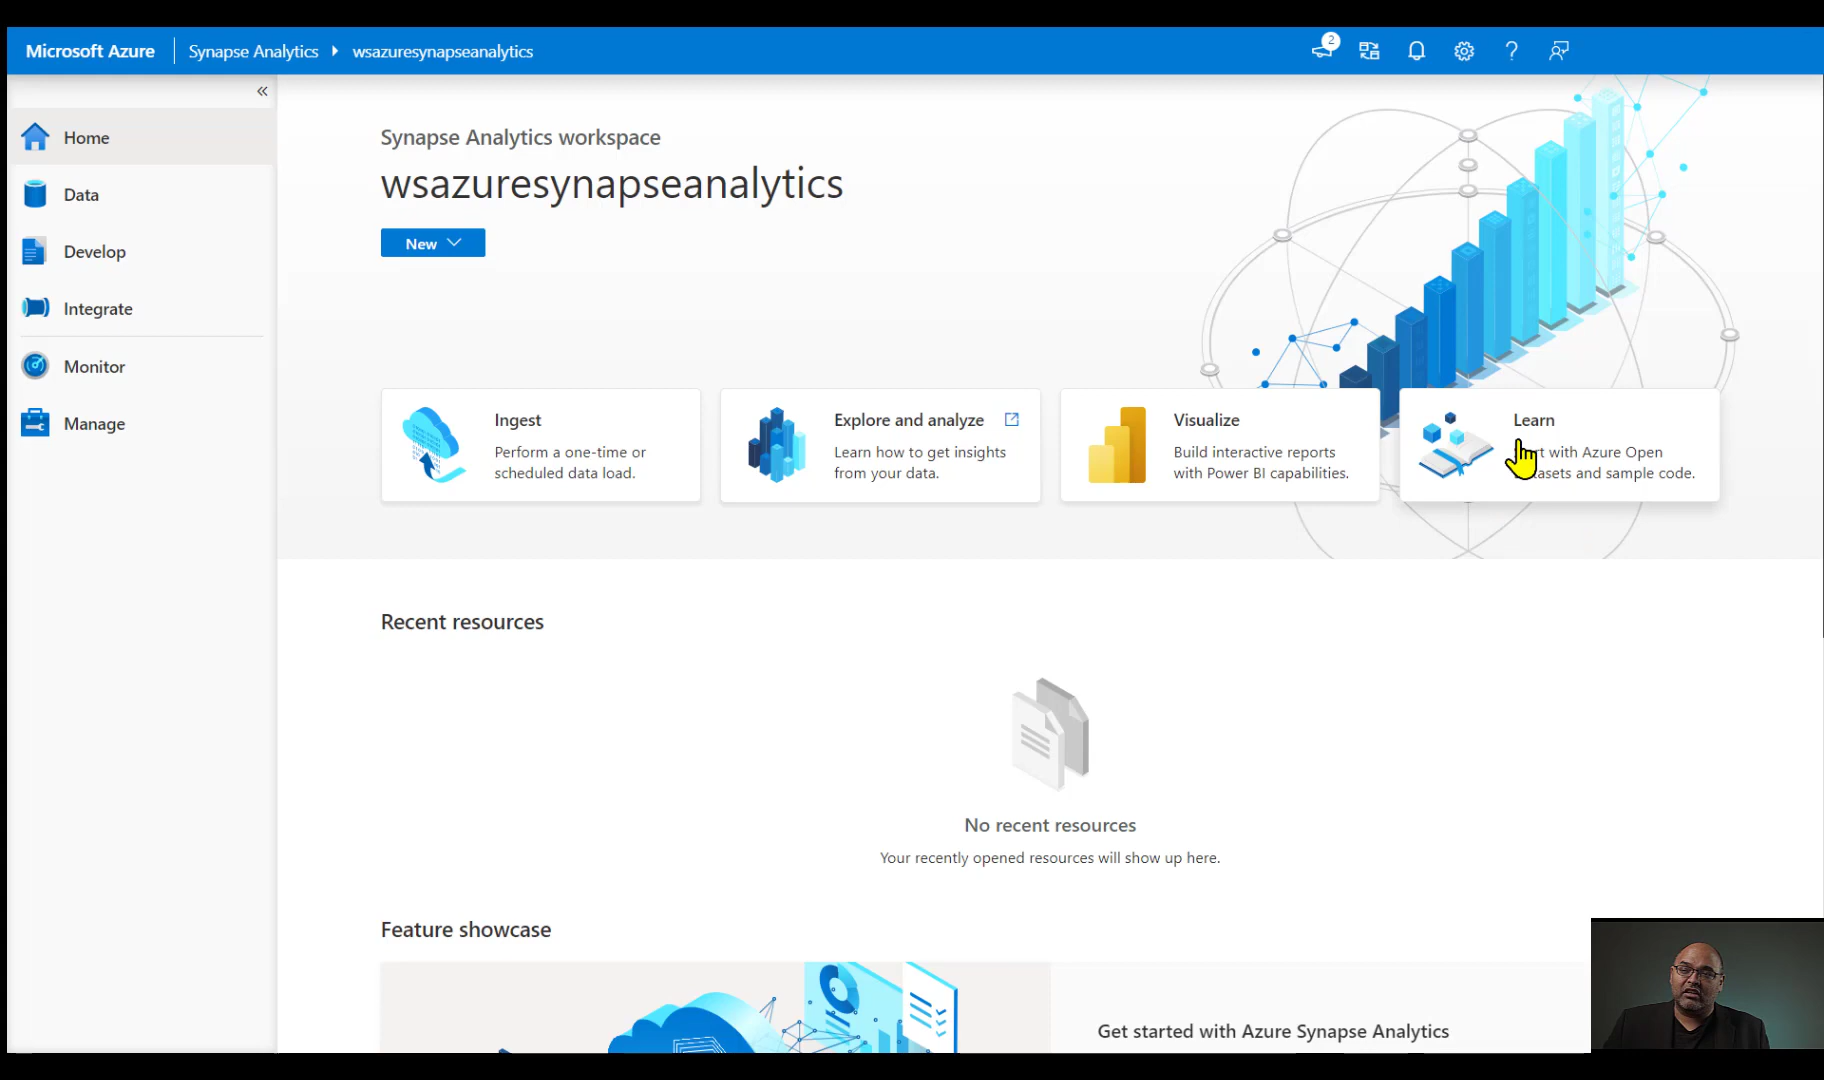 Microsoft Azure
Synapse Analytics
wsazuresynapseanalytics
2
Home
Data
Develop
Integrate
Monitor
Manage
Synapse Analytics workspace
wsazuresynapseanalytics
New
Ingest
Perform a one-time or
scheduled data load.
Explore and analyze
Learn how to get insights
from your data.
Visualize
Build interactive reports
with Power BI capabilities.
Learn
with Azure Open
and sample code.
Recent resources
No recent resources
Your recently opened resources will show up here.
Feature showcase
Get started with Azure Synapse Analytics